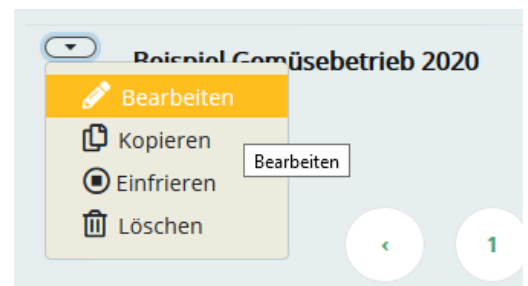 Beispiel Gemüsebetrieb 2020
Bearbeiten
Kopieren
Bearbeiten
Einfrieren
Löschen
‹ 1